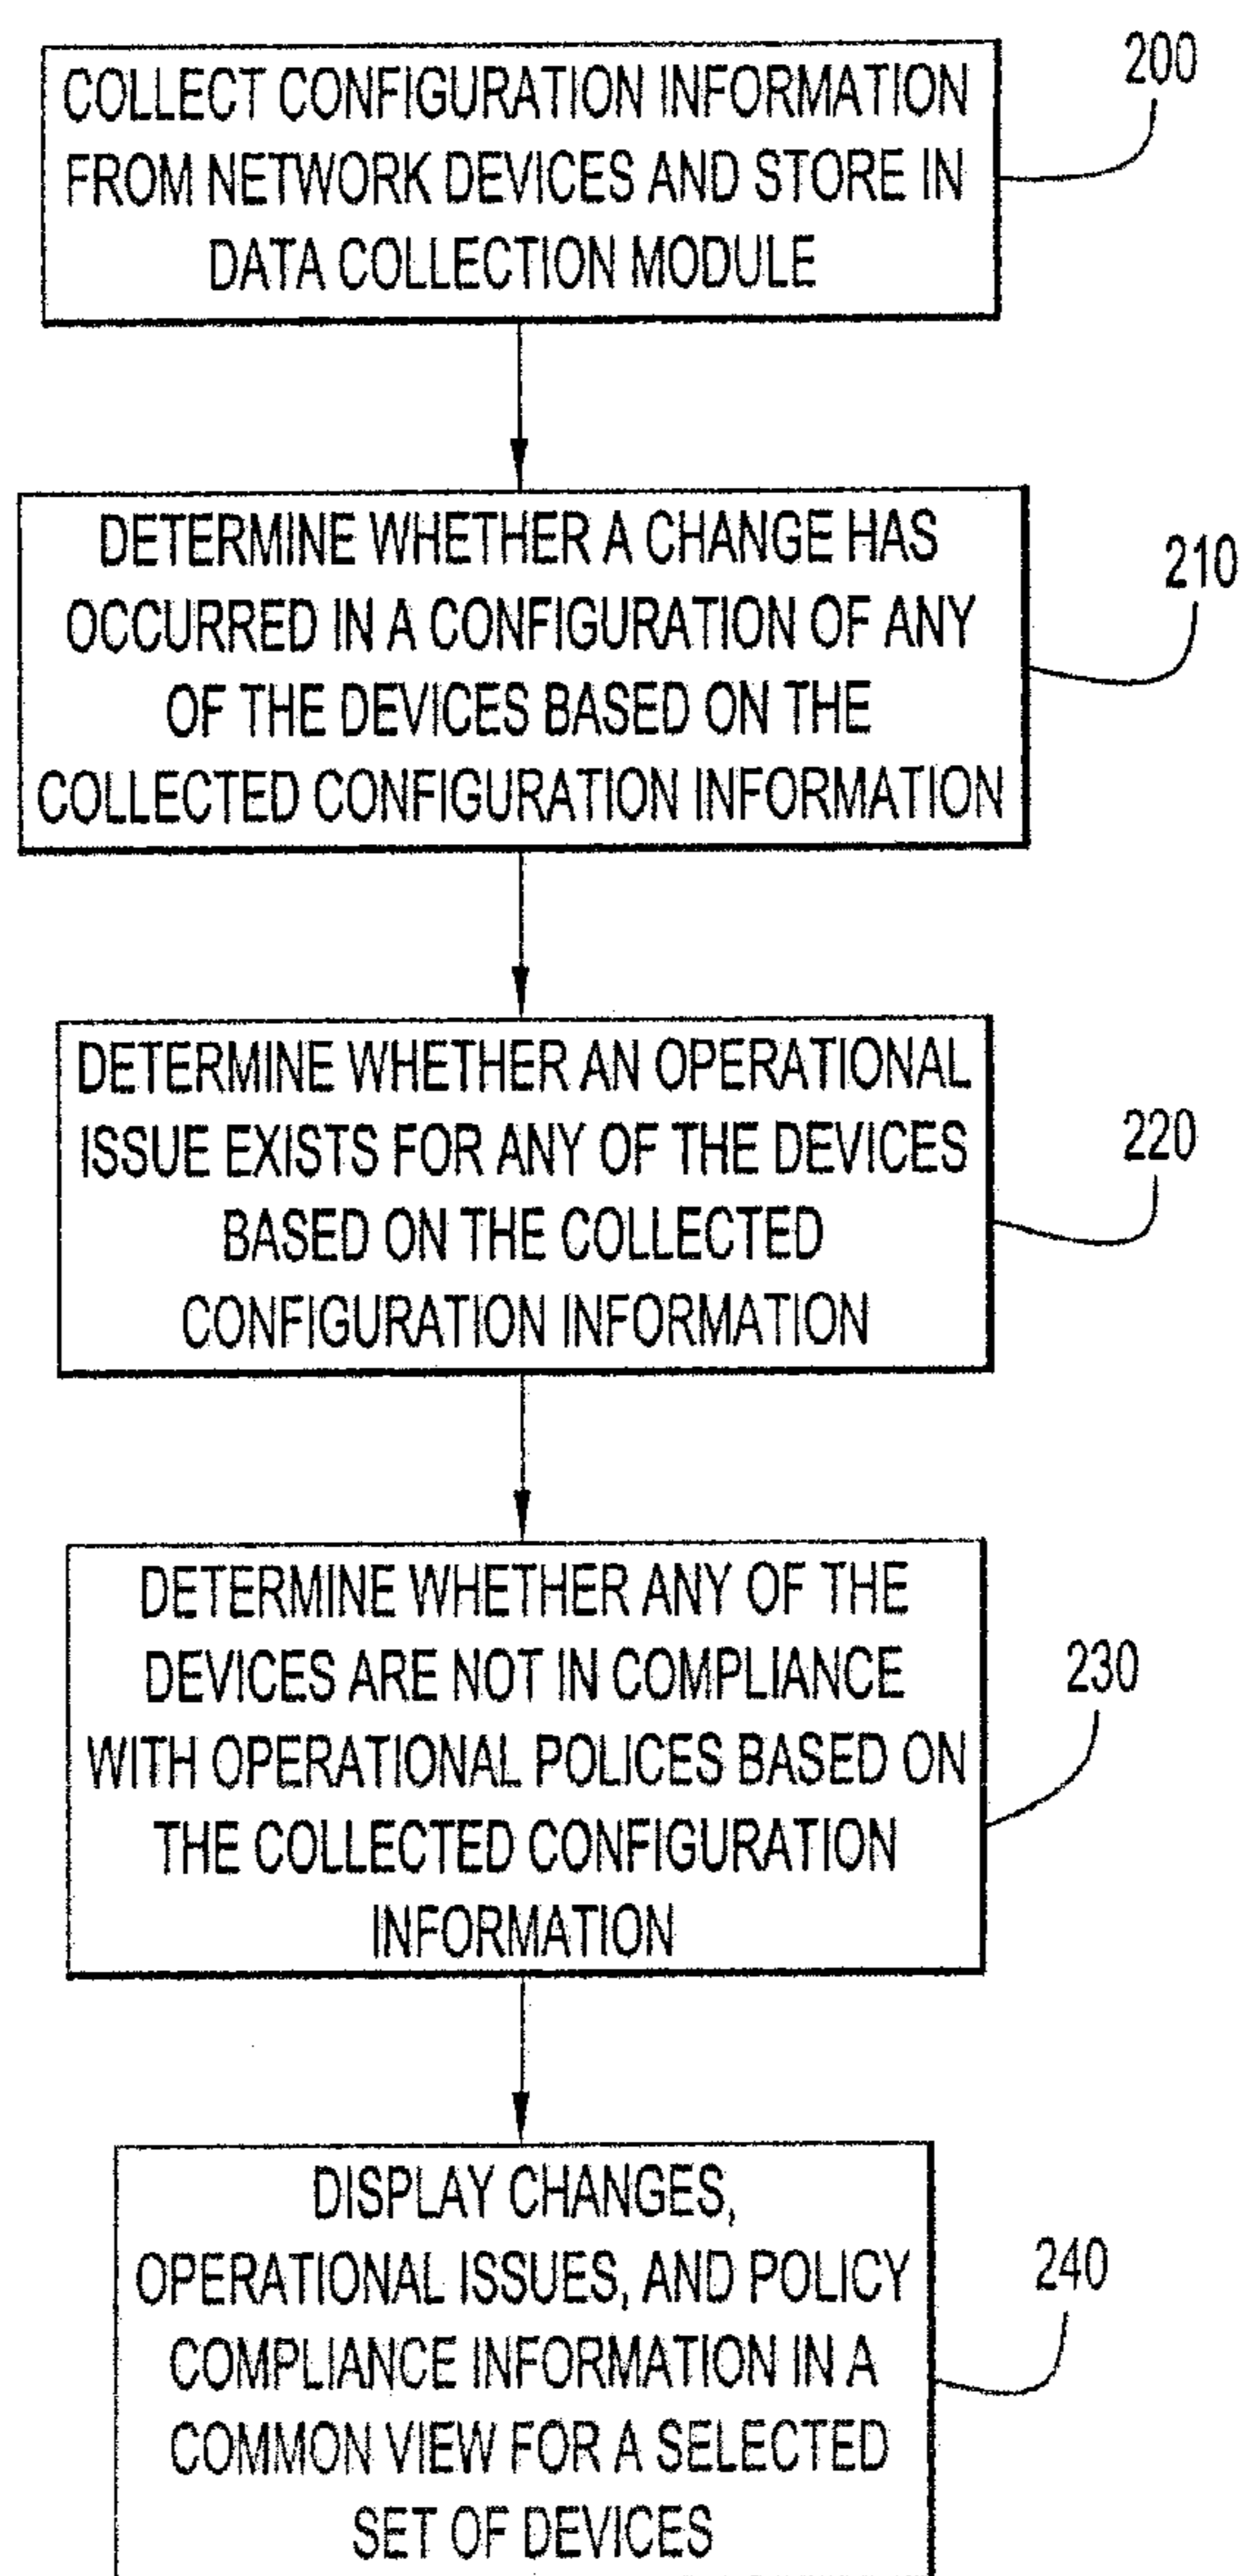 COLLECT CONFIGURATION INFORMATION
FROM NETWORK DEVICES AND STORE IN
DATA COLLECTION MODULE
200
DETERMINE WHETHER A CHANGE HAS
OCCURRED IN A CONFIGURATION OF ANY
OF THE DEVICES BASED ON THE
COLLECTED CONFIGURATION INFORMATION
210
DETERMINE WHETHER AN OPERATIONAL
ISSUE EXISTS FOR ANY OF THE DEVICES
BASED ON THE COLLECTED
CONFIGURATION INFORMATION
220
DETERMINE WHETHER ANY OF THE
DEVICES ARE NOT IN COMPLIANCE
WITH OPERATIONAL POLICES BASED ON
THE COLLECTED CONFIGURATION
INFORMATION
230
DISPLAY CHANGES,
OPERATIONAL ISSUES, AND POLICY
COMPLIANCE INFORMATION IN A
COMMON VIEW FOR A SELECTED
SET OF DEVICES
240